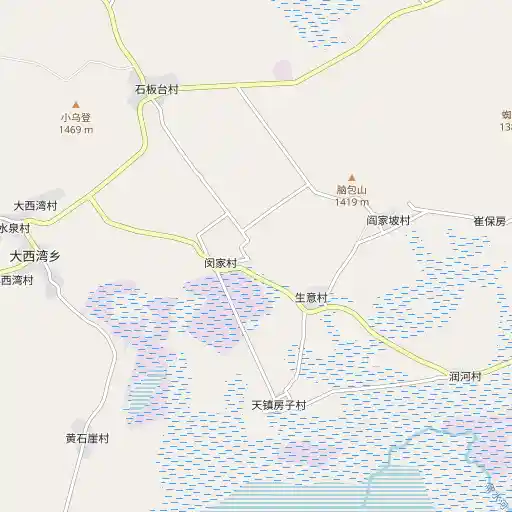 石板台村
小乌登
1469 m
脑包山
1419 m
大西湾村
阎家坡村
崔保房
水泉村
大西湾乡
闵家村
西湾村
生意村
润河村
天镇房子村
黄石崖村